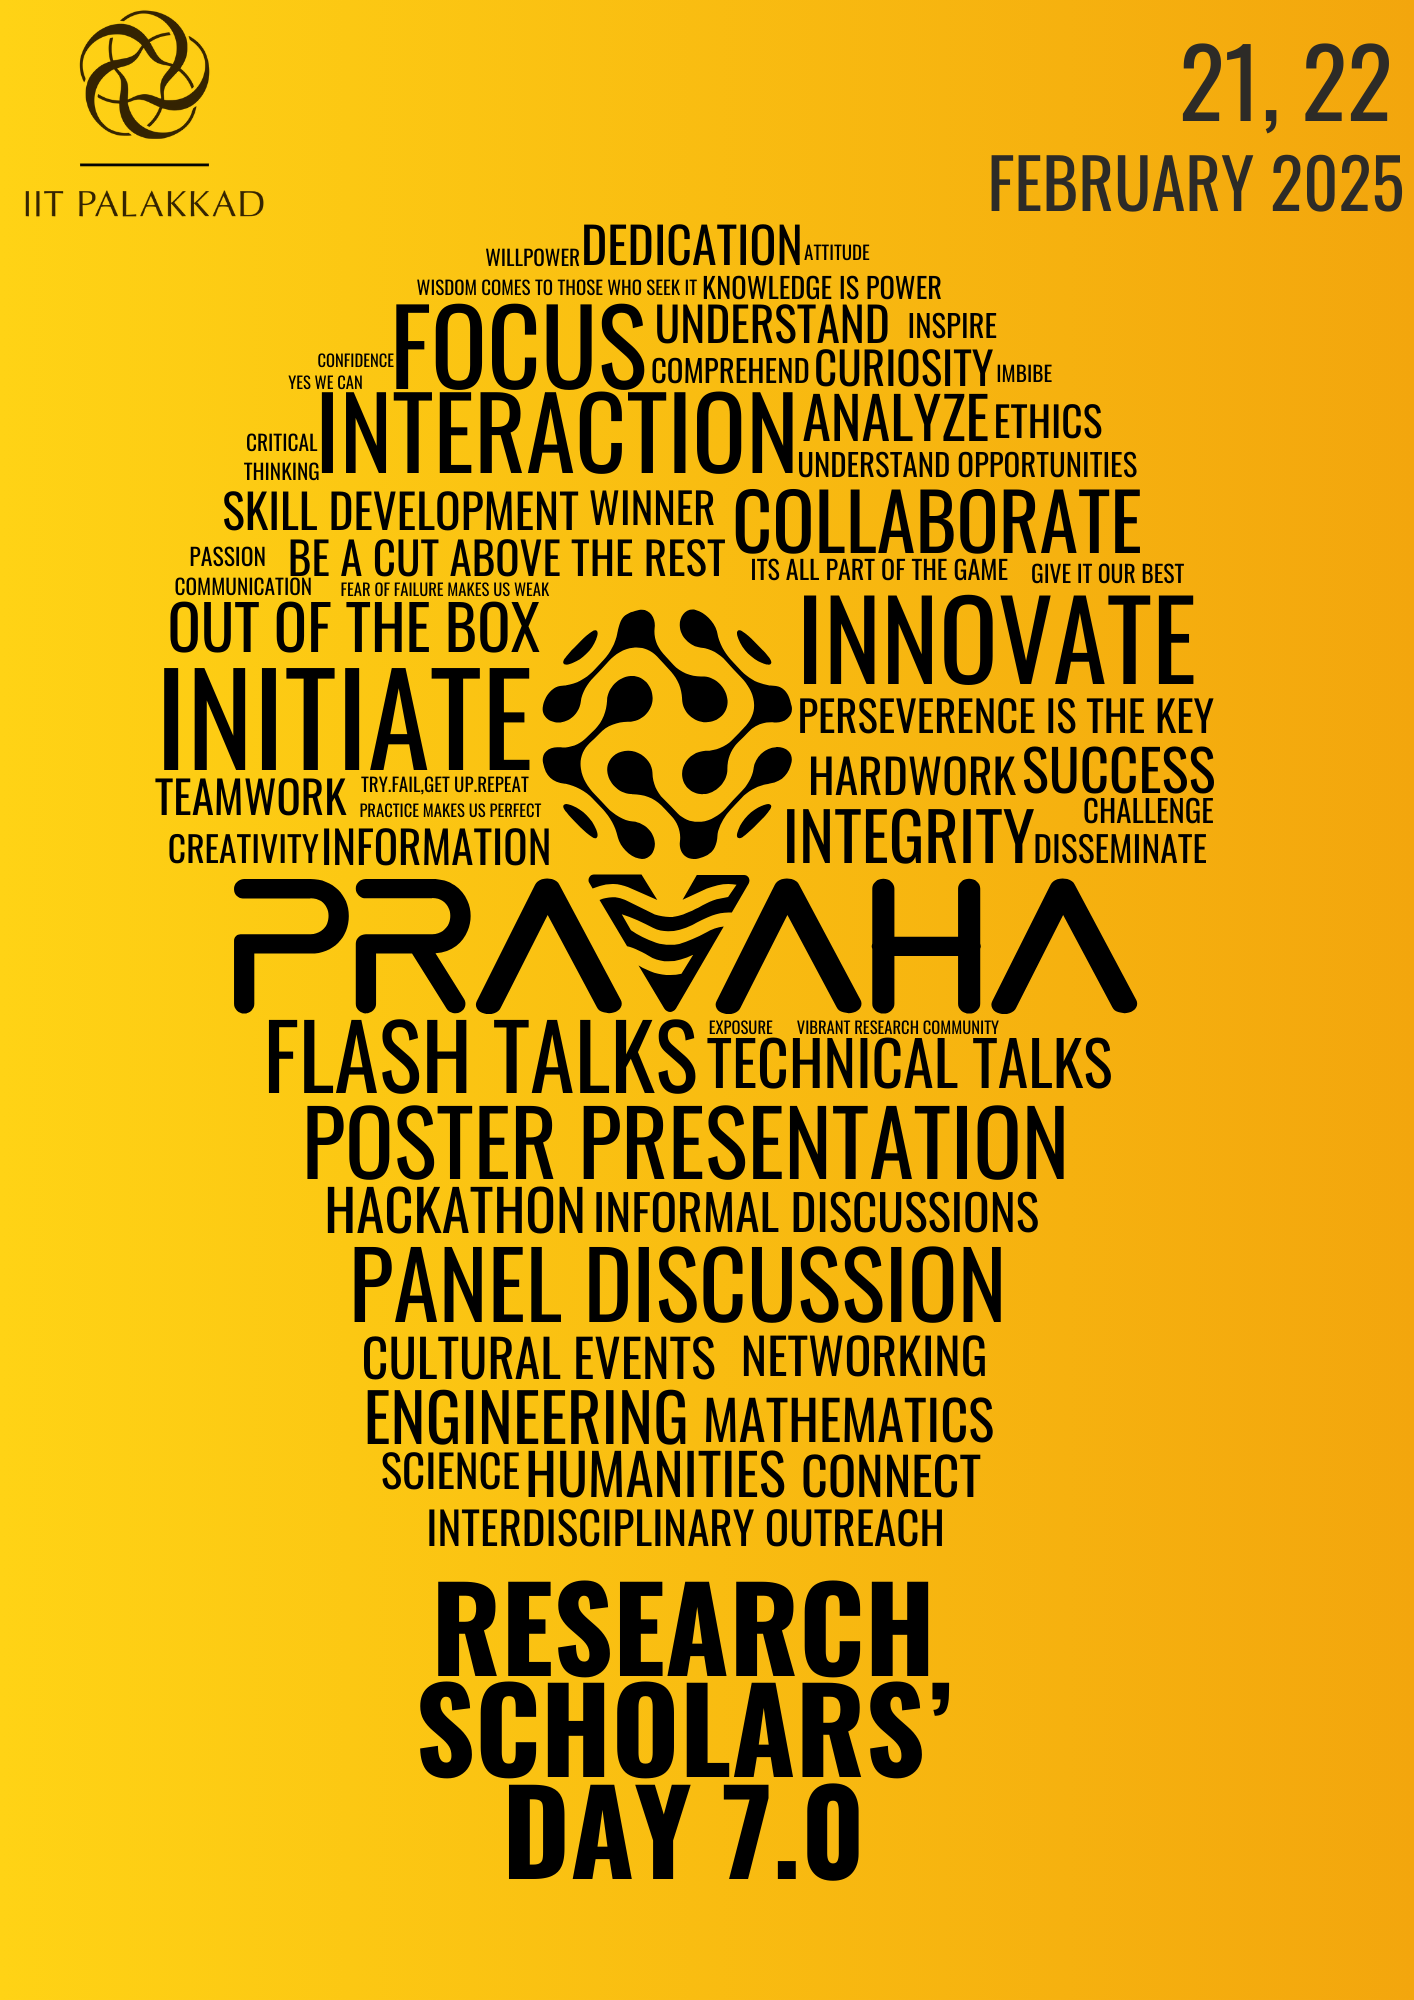 IIT PALAKKAD
21, 22
FEBRUARY 2025
WILLPOWER DEDICATION ATTITUDE
WISDOM COMES TO THOSE WHO SEEK IT KNOWLEDGE IS POWER
FOCUS UNDERSTAND INSPIRE
CONFIDENCE COMPREHEND CURIOSITY IMBIBE
YES WE CAN
INTERACTION ANALYZE ETHICS
CRITICAL
THINKING UNDERSTAND OPPORTUNITIES
SKILL DEVELOPMENT WINNER COLLABORATE
PASSION BE A CUT ABOVE THE REST ITS ALL PART OF THE GAME GIVE IT OUR BEST
COMMUNICATION FEAR OF FAILURE MAKES US WEAK
OUT OF THE BOX INNOVATE
INITIATE PERSEVERENCE IS THE KEY
TEAMWORK TRY.FAIL,GET UP.REPEAT HARDWORK SUCCESS
PRACTICE MAKES US PERFECT CHALLENGE
CREATIVITY INFORMATION INTEGRITY DISSEMINATE
PRAVAHA
FLASH TALKS EXPOSURE VIBRANT RESEARCH COMMUNITY
TECHNICAL TALKS
POSTER PRESENTATION
HACKATHON INFORMAL DISCUSSIONS
PANEL DISCUSSION
CULTURAL EVENTS NETWORKING
ENGINEERING MATHEMATICS
SCIENCE HUMANITIES CONNECT
INTERDISCIPLINARY OUTREACH
RESEARCH
SCHOLARS’
DAY 7.0